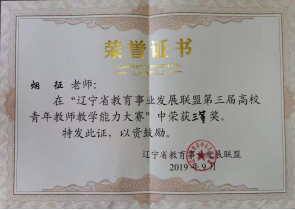 荣誉证书
烟征 老师：
在“辽宁省教育事业发展联盟第三届高校
青年教师教学能力大赛”中荣获三等奖。
特发此证，以资鼓励。
辽宁省教育事业发展联盟
2019年9月